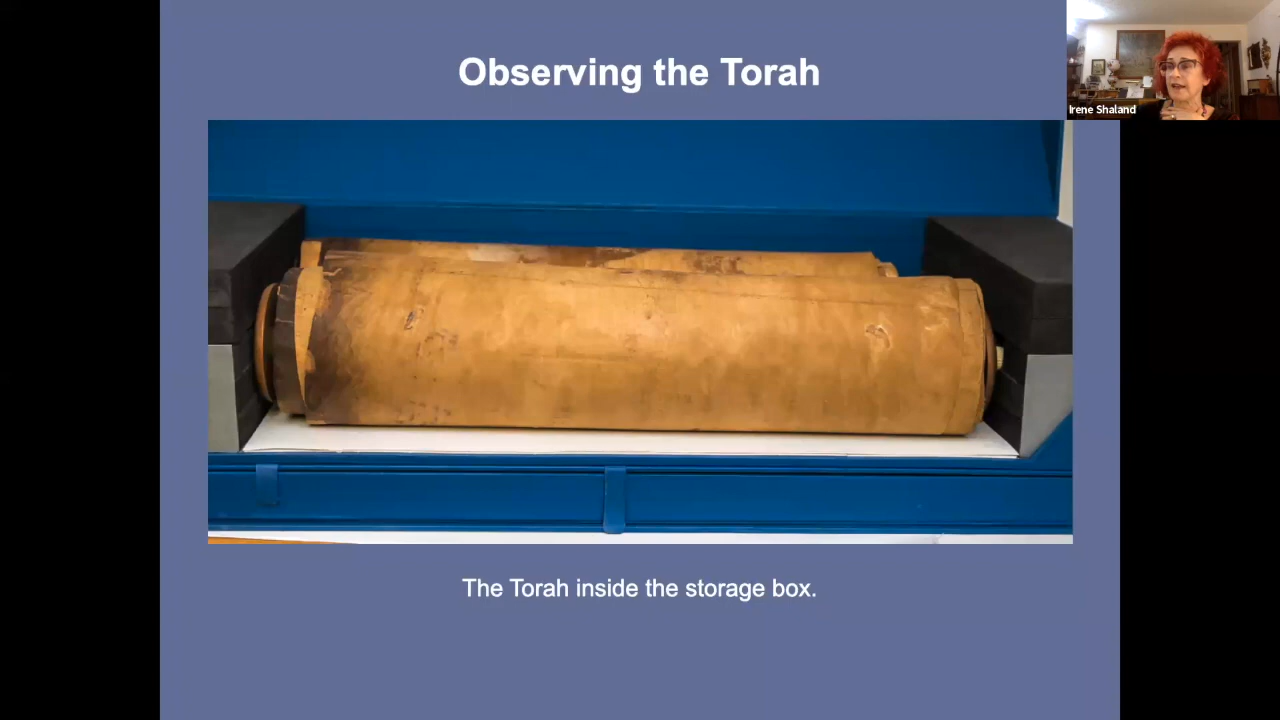 Observing the Torah
Irene Shaland
The Torah inside the storage box.